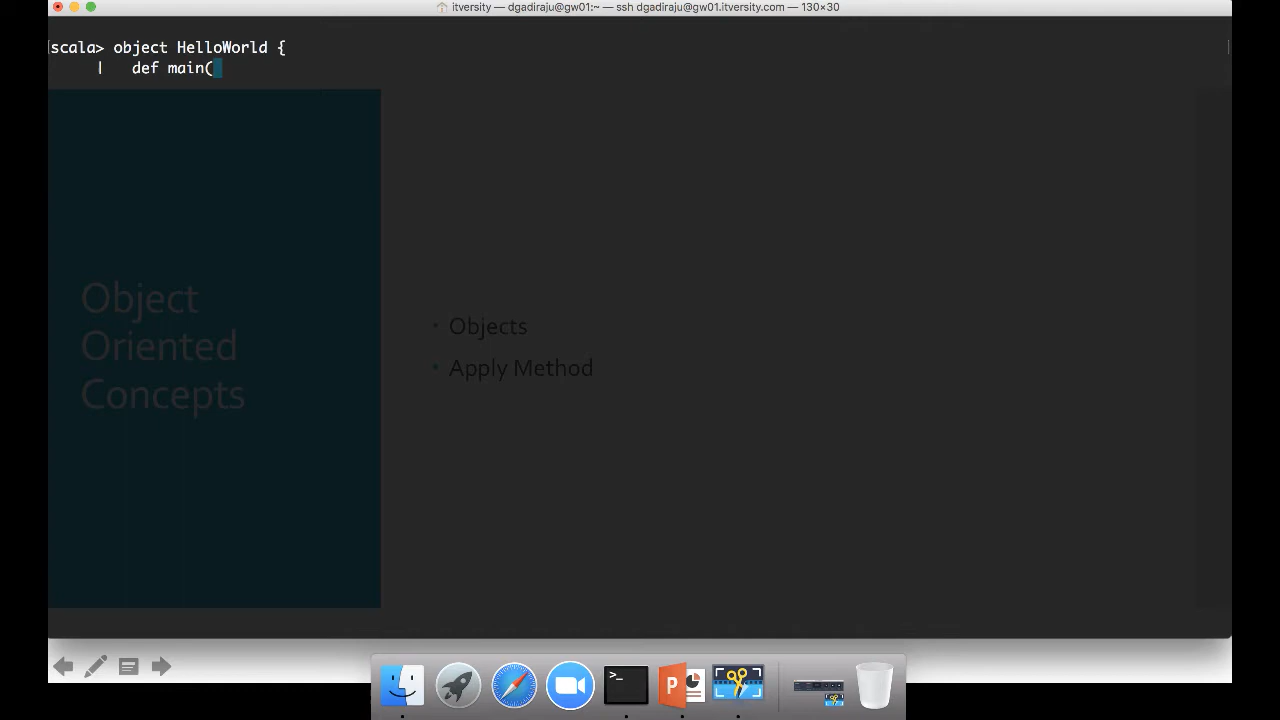 itversity — dgadiraju@gw01:~ — ssh dgadiraju@gw01.itversity.com — 130×30
[scala> object HelloWorld {
|   def main(
Object
Oriented
Concepts
• Objects
• Apply Method